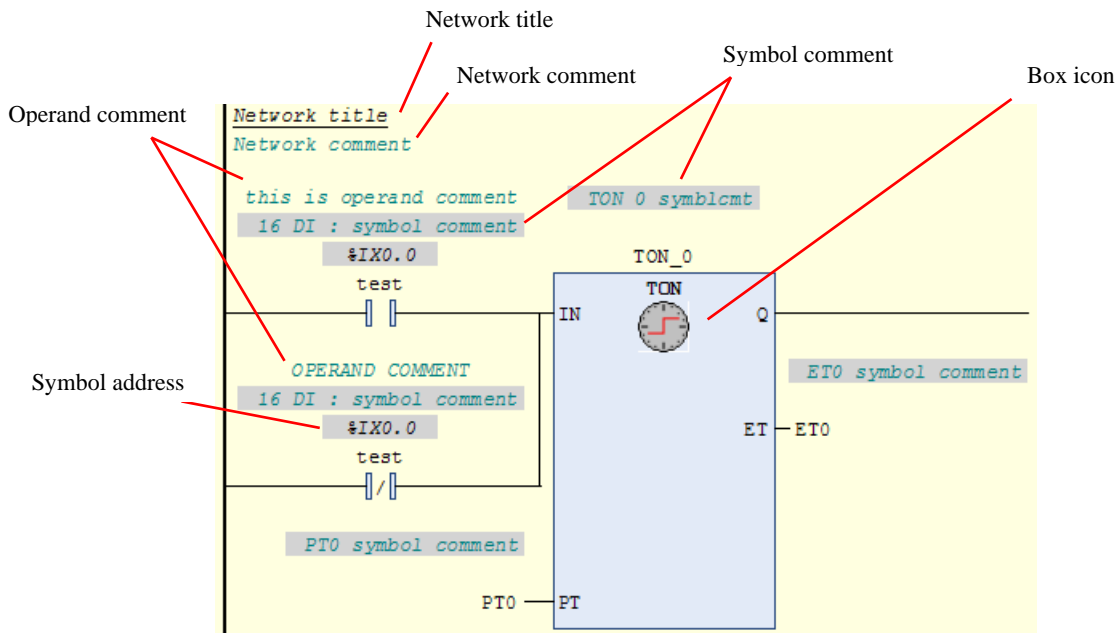 Network title
Symbol comment
Network comment
Box icon
Operand comment
Network title
Network comment
this is operand comment
TON 0 symblcmt
16 DI : symbol comment
%IX0.0
TON_0
test
TON
IN
Q
OPERAND COMMENT
ET0 symbol comment
Symbol address
16 DI : symbol comment
%IX0.0
ET
ET0
test
/
PT0 symbol comment
PT0
PT